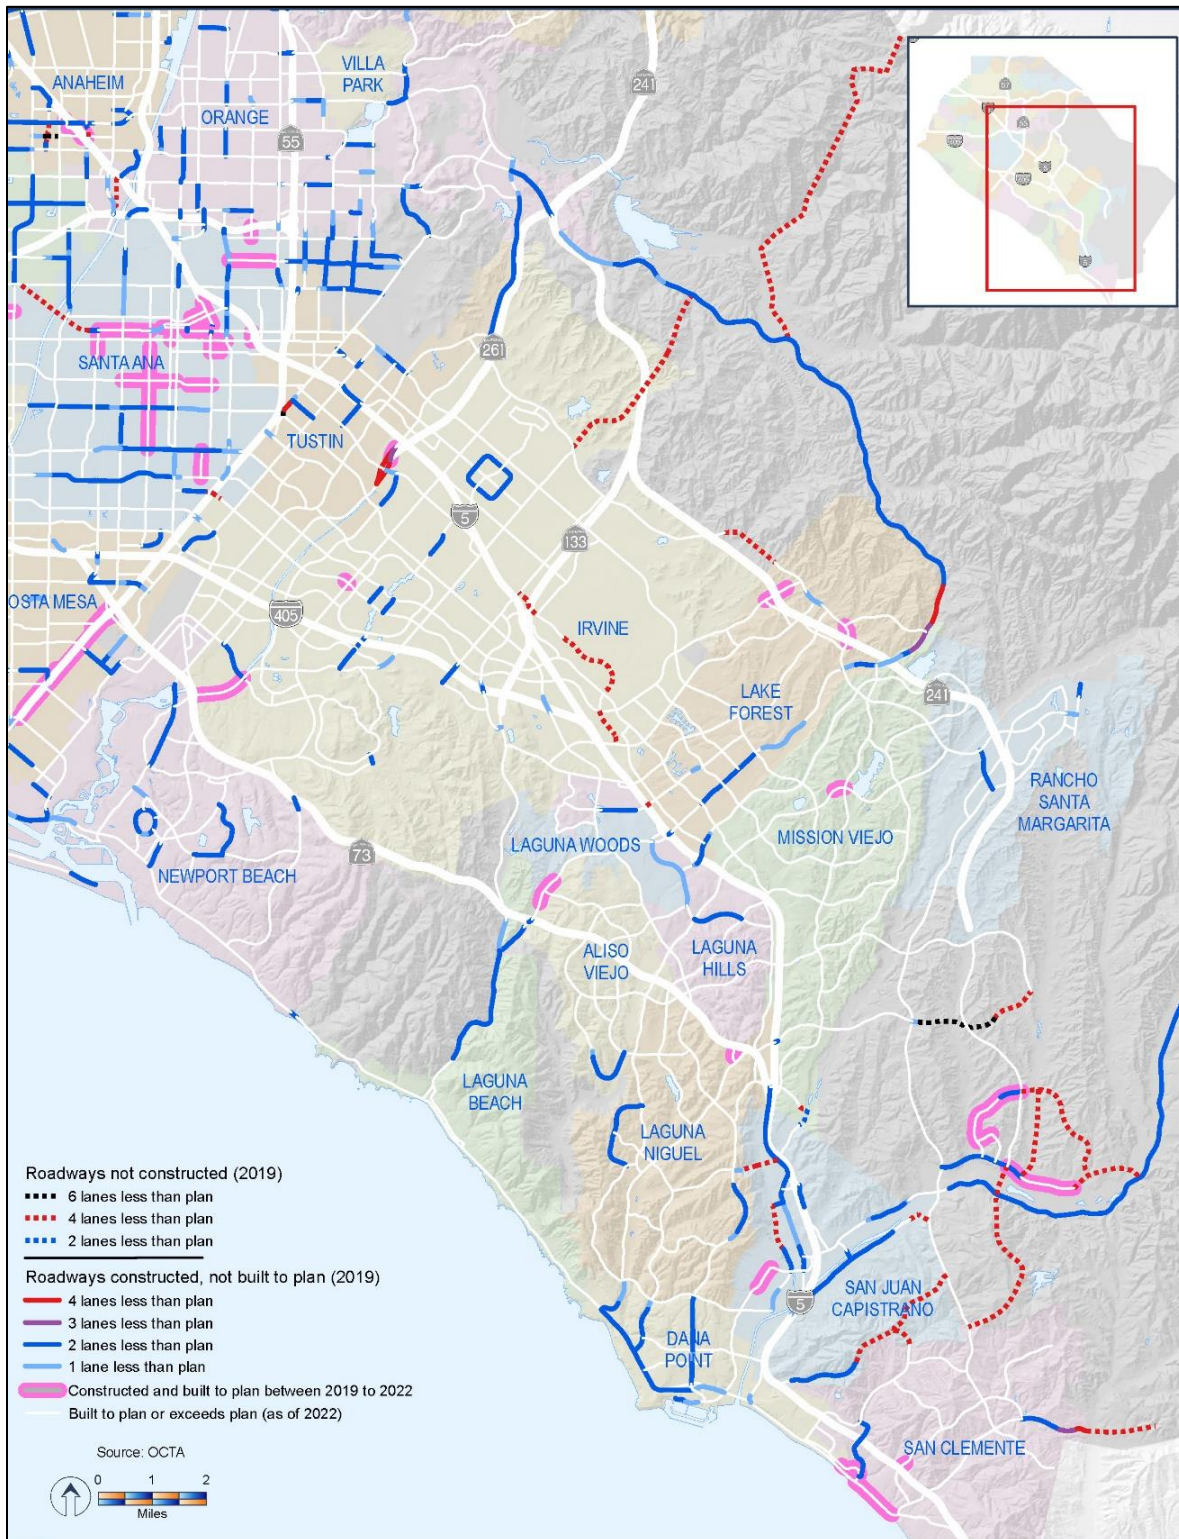 ANAHEIM
VILLA
PARK
ORANGE
241
55
261
SANTA ANA
TUSTIN
5
133
OSTA MESA
405
IRVINE
LAKE
FOREST
241
RANCHO
SANTA
MARGARITA
MISSION VIEJO
LAGUNA WOODS
73
NEWPORT BEACH
ALISO
VIEJO
LAGUNA
HILLS
LAGUNA
BEACH
LAGUNA
NIGUEL
SAN JUAN
CAPISTRANO
5
DANA
POINT
SAN CLEMENTE
Roadways not constructed (2019)
6 lanes less than plan
4 lanes less than plan
2 lanes less than plan
Roadways constructed, not built to plan (2019)
4 lanes less than plan
3 lanes less than plan
2 lanes less than plan
1 lane less than plan
Constructed and built to plan between 2019 to 2022
Built to plan or exceeds plan (as of 2022)
Source: OCTA
0 1 2
Miles